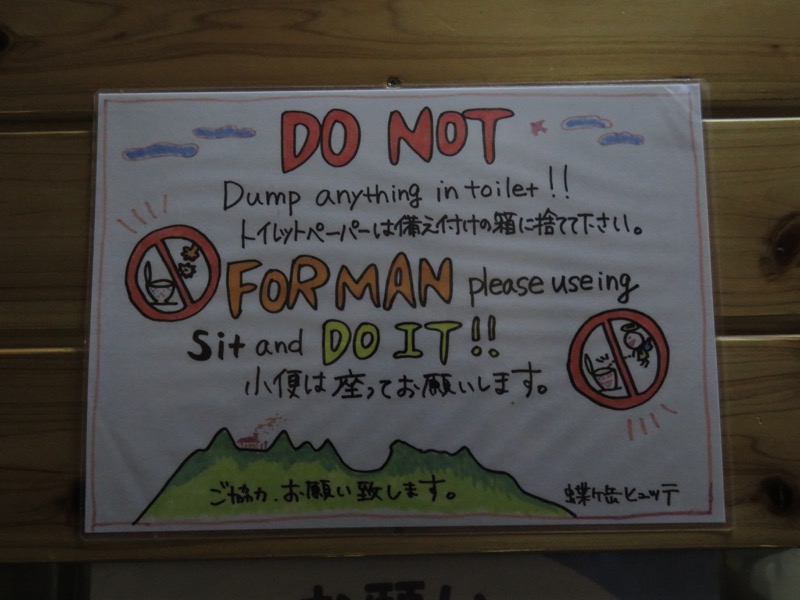 DO NOT
Dump anything in toilet!!
トイレットペーパーは備え付けの箱に捨てて下さい。
FOR MAN please useing
Sit and DO IT!!
小便は座ってお願いします。
ご協力、お願い致します。
蝶ヶ岳ヒュッテ
お願い